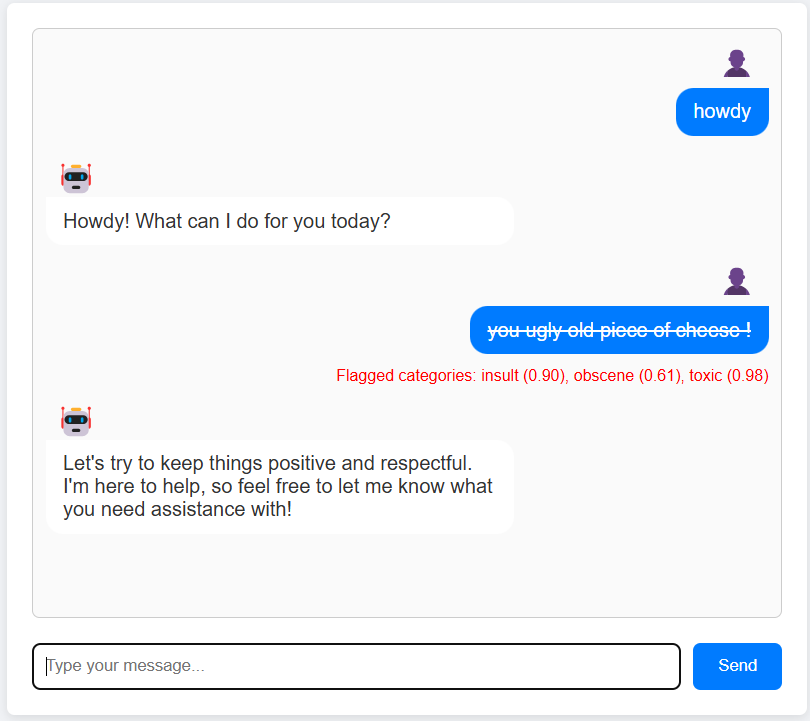 howdy
Howdy! What can I do for you today?
you ugly old piece of cheese !
Flagged categories: insult (0.90), obscene (0.61), toxic (0.98)
Let's try to keep things positive and respectful.
I'm here to help, so feel free to let me know what
you need assistance with!
Type your message...
Send